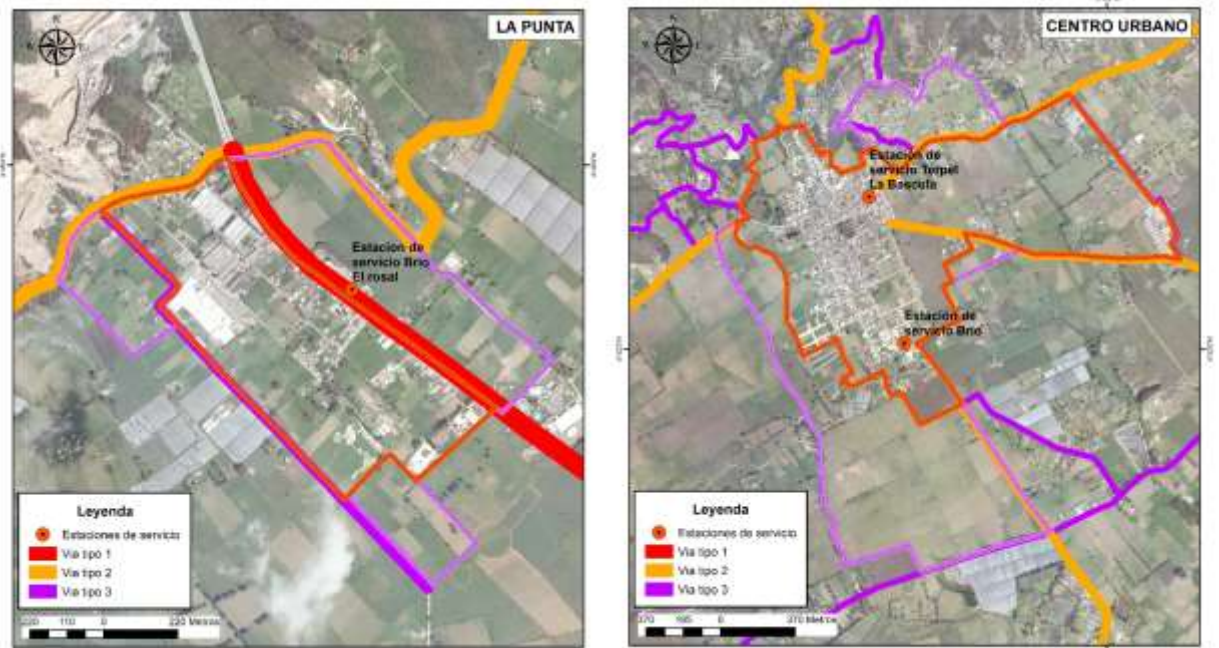 LA PUNTA
N
Estación de
servicio Brio
El rosal
Leyenda
Estaciones de servicio
Via tipo 1
Via tipo 2
Via tipo 3
220 110 0 220 Metros
CENTRO URBANO
N
Estación de
servicio Terpel
La Bascula
Estación de
servicio Brio
Leyenda
Estaciones de servicio
Via tipo 1
Via tipo 2
Via tipo 3
370 185 0 370 Metros